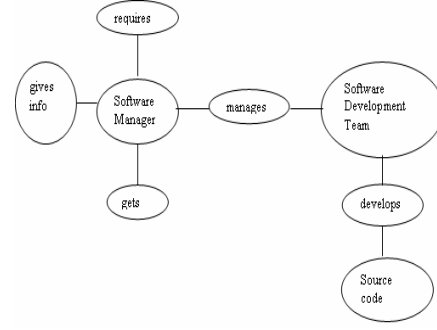 requires
gives
info
Software
Manager
manages
Software
Development
Team
gets
develops
Source
code